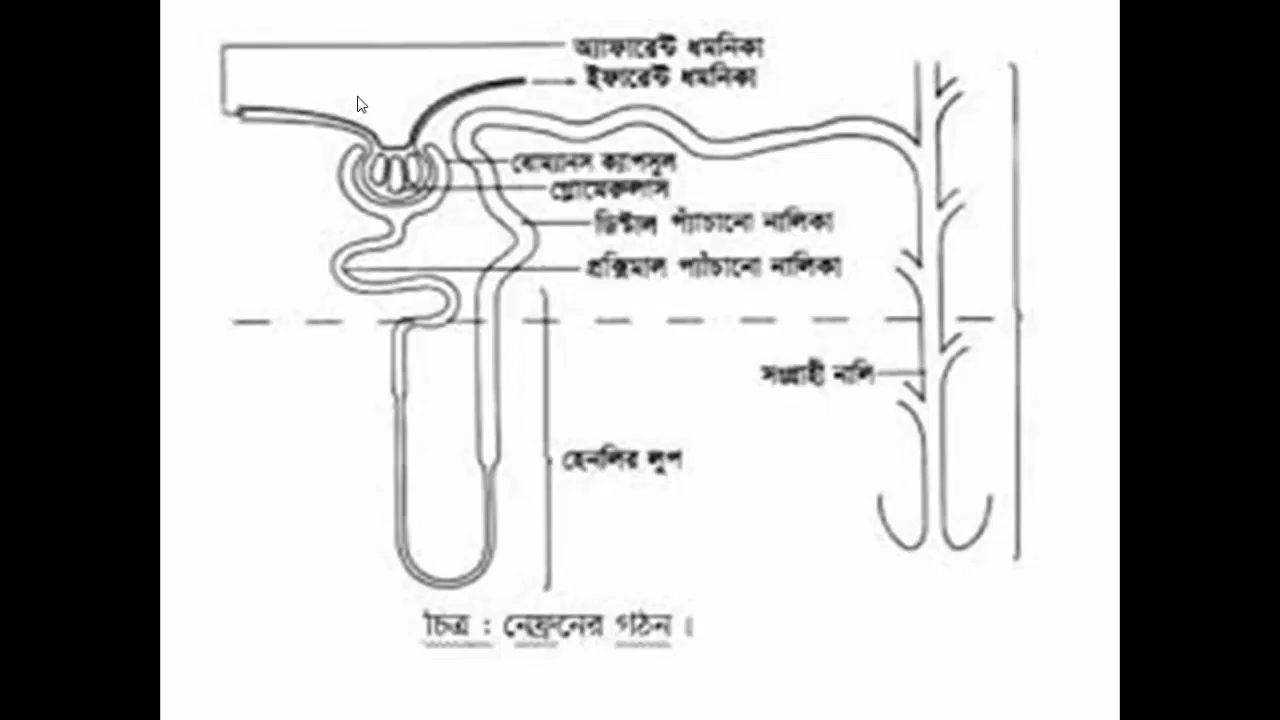 অ্যাফারেন্ট ধমনিকা
ইফারেন্ট ধমনিকা
বোম্যানস ক্যাপসুল
গ্লোমেরুলাস
ডিস্টাল প্যাঁচানো নালিকা
প্রক্সিমাল প্যাঁচানো নালিকা
সংগ্রাহী নালি
হেনলির লুপ
চিত্র : নেফ্রনের গঠন ।